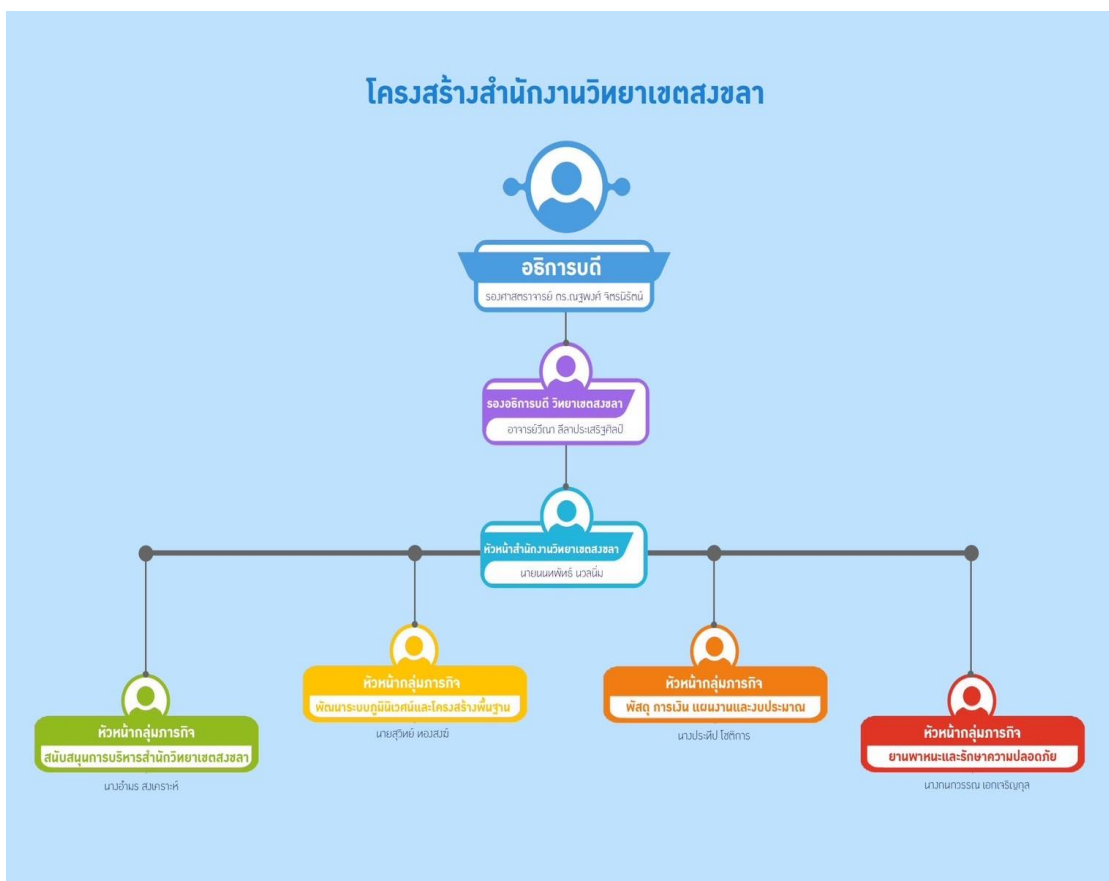 โครงสร้างสำนักงานวิทยาเขตสงขลา
อธิการบดี
รองศาสตราจารย์ ดร.ณฐพงศ์ จิตรนิรัตน์
รองอธิการบดี วิทยาเขตสงขลา
อาจารย์วีณา ลีลาประเสริฐศิลป์
หัวหน้าสำนักงานวิทยาเขตสงขลา
นายนนทพัทธ์ นวลนิ่ม
หัวหน้ากลุ่มภารกิจ
พัฒนาระบบภูมินิเวศน์และโครงสร้างพื้นฐาน
นายสุวิทย์ ทองสงฆ์
หัวหน้ากลุ่มภารกิจ
พัสดุ การเงิน แผนงานและงบประมาณ
นางประทีป โชติการ
หัวหน้ากลุ่มภารกิจ
สนับสนุนการบริหารสำนักวิทยาเขตสงขลา
นางอำมร สงเคราะห์
หัวหน้ากลุ่มภารกิจ
ยานพาหนะและรักษาความปลอดภัย
นางกนกวรรณ เอกเจริญกุล